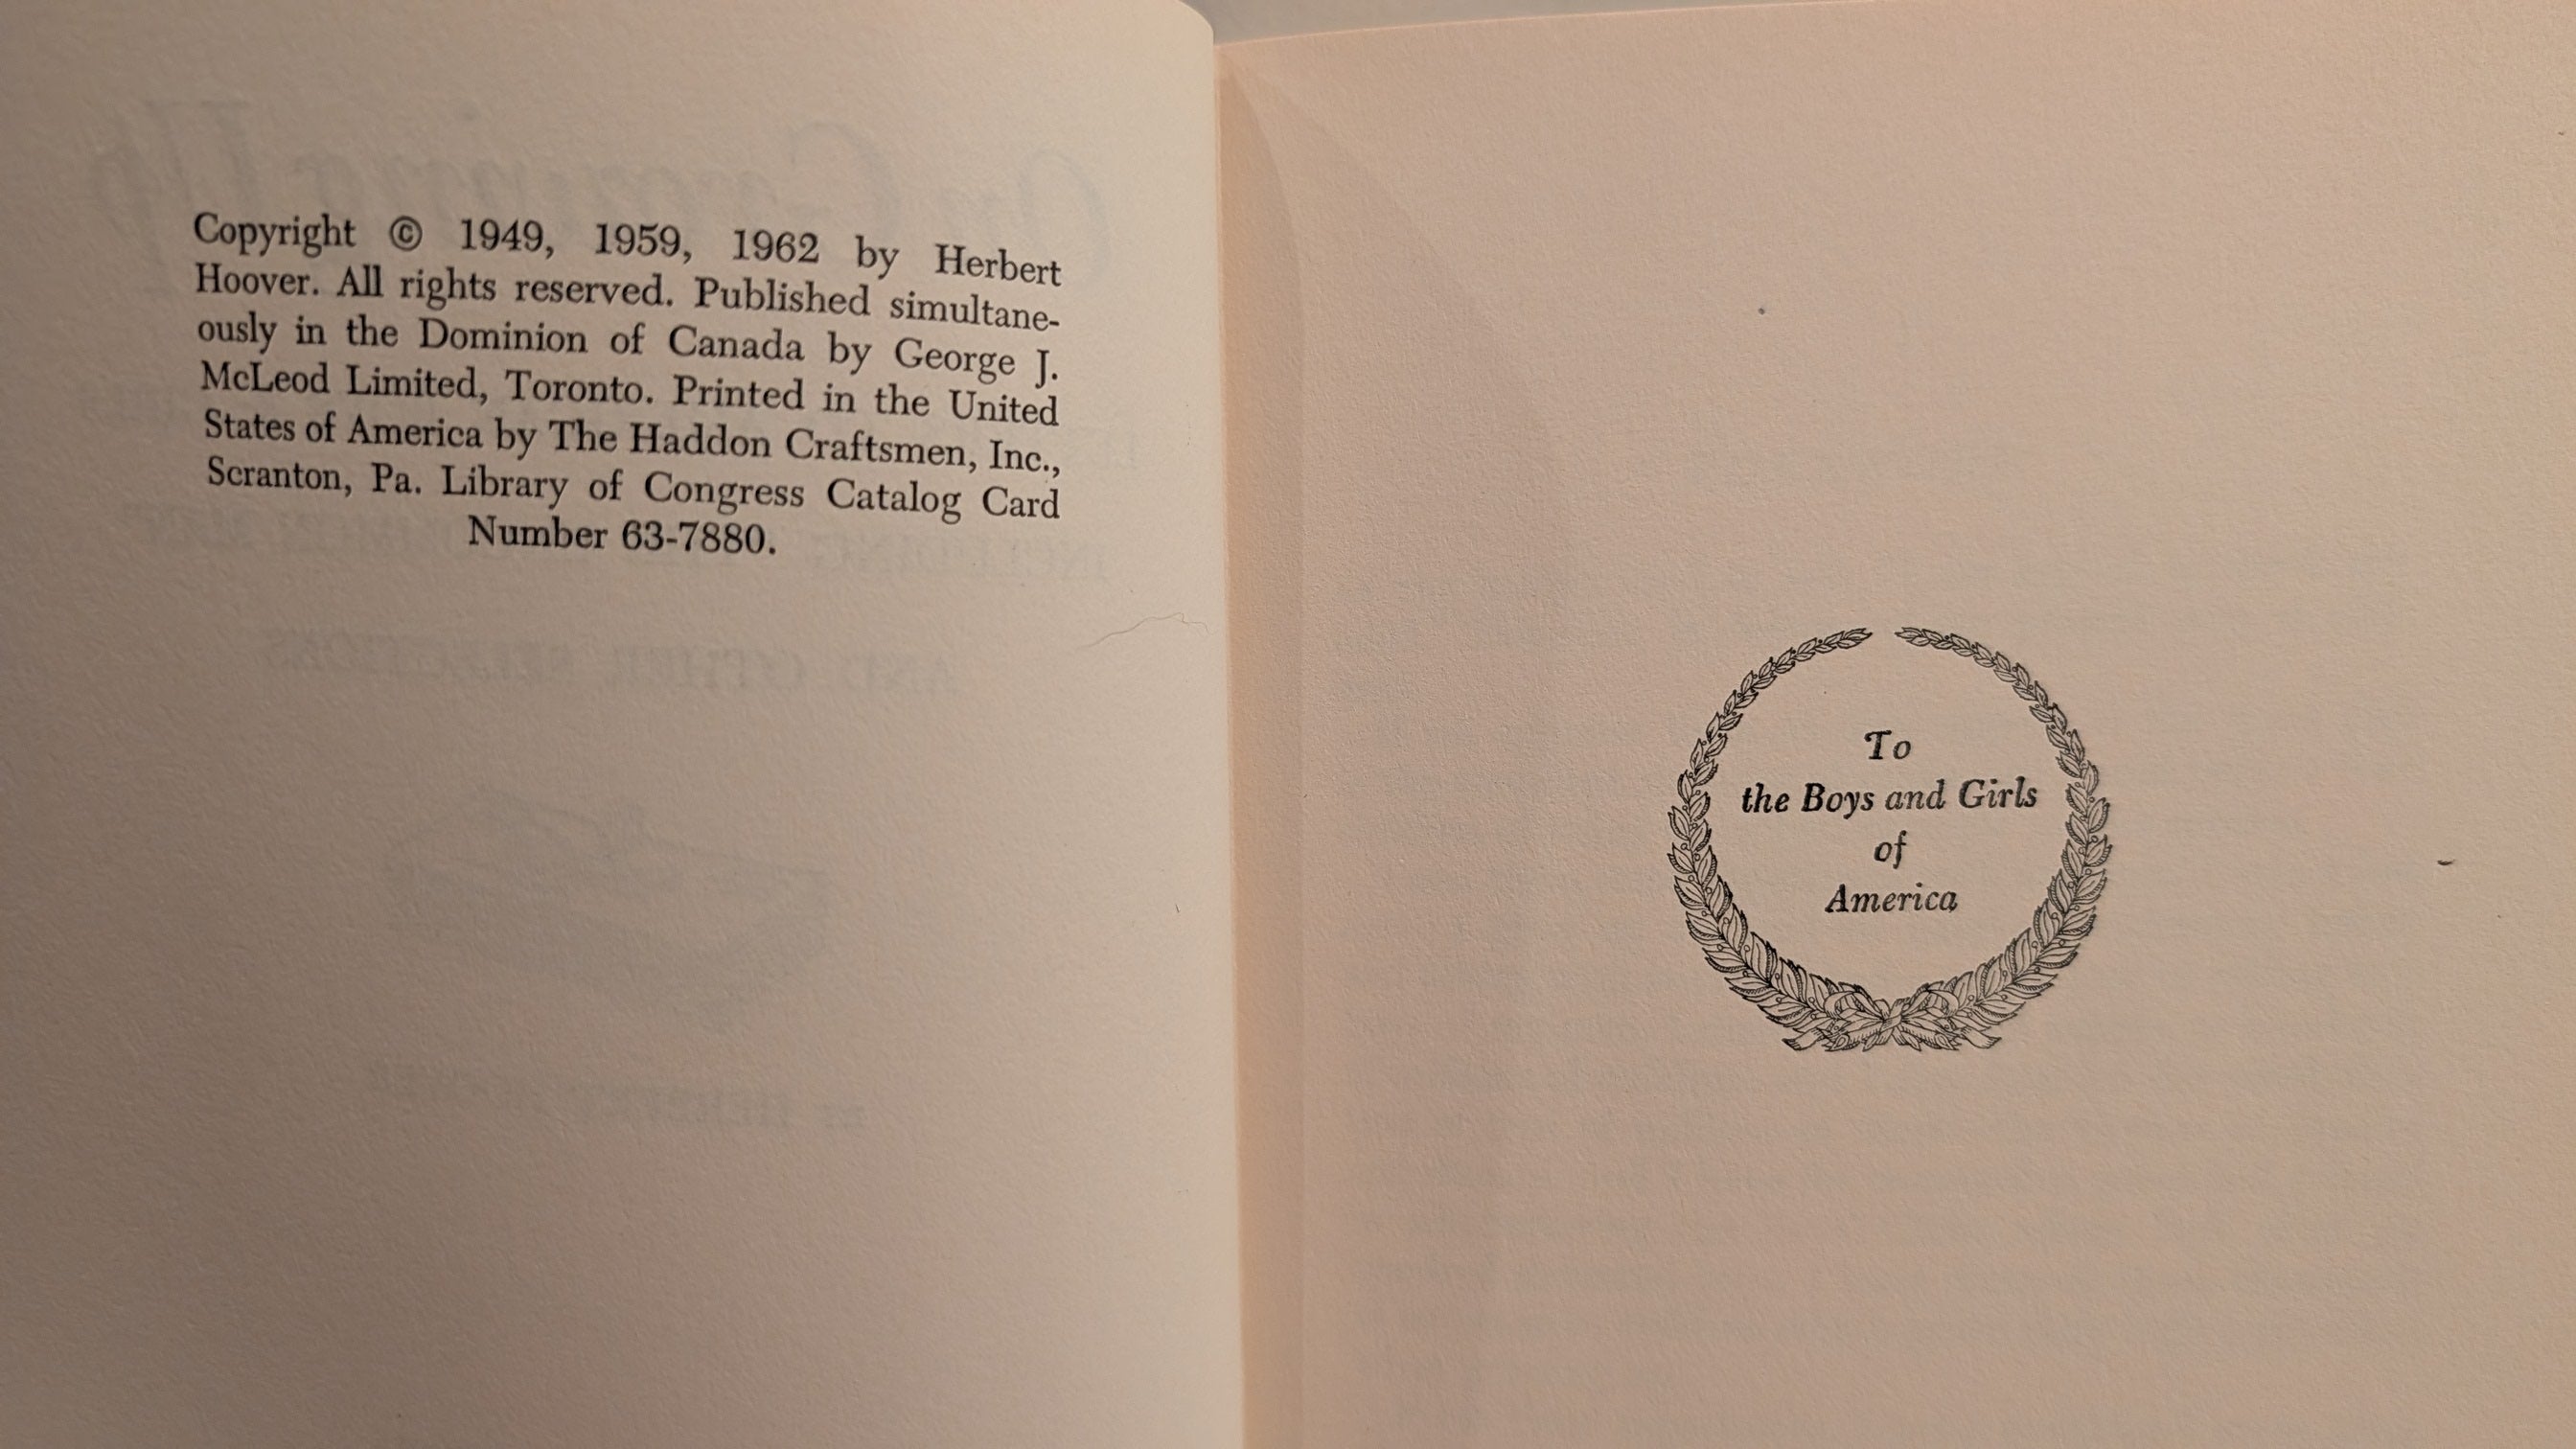 Copyright © 1949, 1959, 1962 by Herbert
Hoover. All rights reserved. Published simultane-
ously in the Dominion of Canada by George J.
McLeod Limited, Toronto. Printed in the United
States of America by The Haddon Craftsmen, Inc.,
Scranton, Pa. Library of Congress Catalog Card
Number 63-7880.
To
the Boys and Girls
of
America